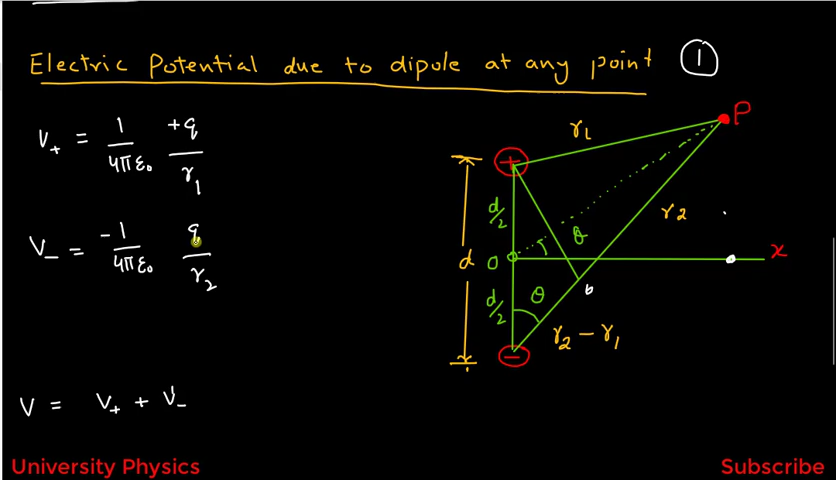 Electric Potential due to dipole at any point ①
V₊ = 1/4πε₀ +q/r₁
V₋ = -1/4πε₀ q/r₂
V = V₊ + V₋
P
r₁
+
d/2
r₂
d
θ
O
x
b
d/2
θ
r₂ − r₁
−
University Physics
Subscribe